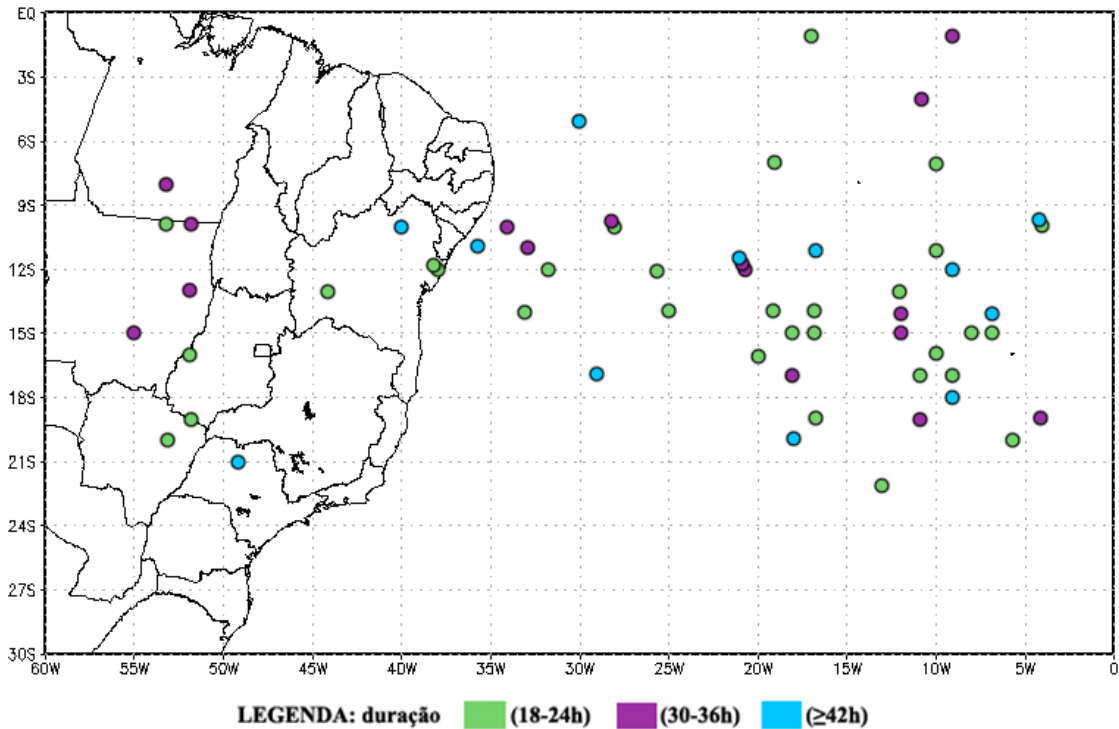 EQ
3S
6S
9S
12S
15S
18S
21S
24S
27S
30S
60W 55W 50W 45W 40W 35W 30W 25W 20W 15W 10W 5W 0
LEGENDA: duração (18-24h) (30-36h) (≥42h)